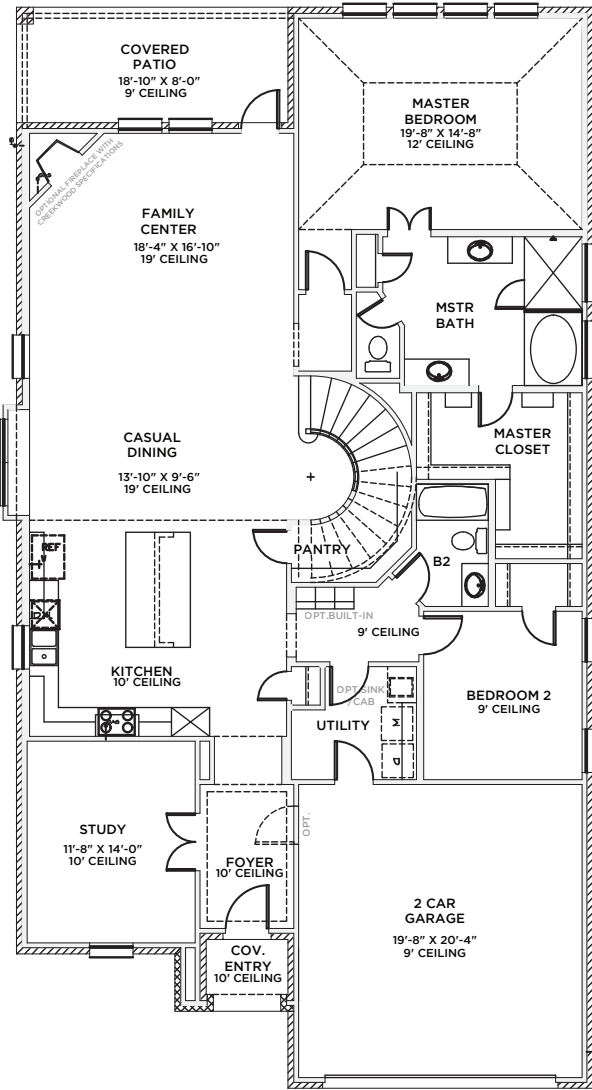 COVERED
PATIO
18'-10" X 8'-0"
9' CEILING
MASTER
BEDROOM
19'-8" X 14'-8"
12' CEILING
OPTIONAL FIREPLACE WITH
CREEKWOOD SPECIFICATIONS
FAMILY
CENTER
18'-4" X 16'-10"
19' CEILING
MSTR
BATH
CASUAL
DINING
13'-10" X 9'-6"
19' CEILING
MASTER
CLOSET
PANTRY
REF
B2
OPT.BUILT-IN
9' CEILING
KITCHEN
10' CEILING
OPT.SINK
/CAB
BEDROOM 2
9' CEILING
UTILITY
W
D
STUDY
11'-8" X 14'-0"
10' CEILING
OPT.
FOYER
10' CEILING
2 CAR
GARAGE
19'-8" X 20'-4"
9' CEILING
COV.
ENTRY
10' CEILING